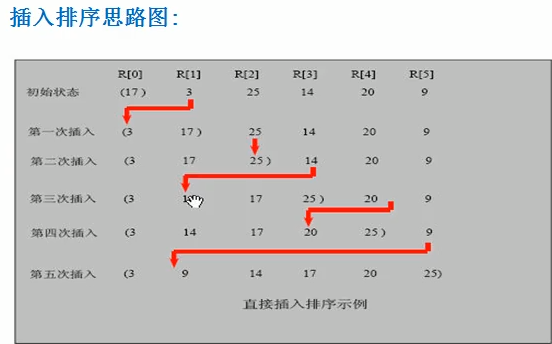 插入排序思路图：
R[0] R[1] R[2] R[3] R[4] R[5]
初始状态 (17) 3 25 14 20 9
第一次插入 (3 17) 25 14 20 9
第二次插入 (3 17 25) 14 20 9
第三次插入 (3 17 25) 20 9
第四次插入 (3 14 17 20 25) 9
第五次插入 (3 9 14 17 20 25)
直接插入排序示例